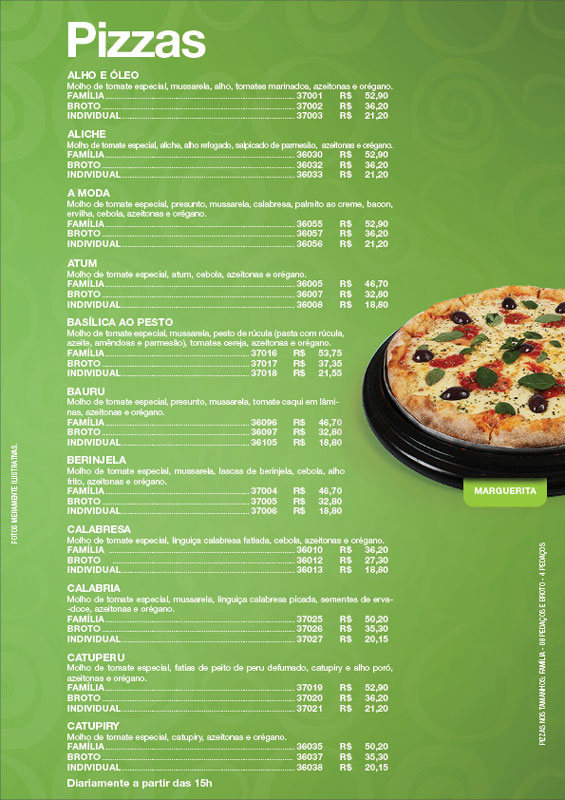 Pizzas
ALHO E ÓLEO
Molho de tomate especial, mussarela, alho, tomates marinados, azeitonas e orégano.
FAMÍLIA 37001 R$ 52,90
BROTO 37002 R$ 36,20
INDIVIDUAL 37003 R$ 21,20
ALICHE
Molho de tomate especial, aliche, alho refogado, salpicado de parmesão, azeitonas e orégano.
FAMÍLIA 36030 R$ 52,90
BROTO 36032 R$ 36,20
INDIVIDUAL 36033 R$ 21,20
A MODA
Molho de tomate especial, presunto, mussarela, calabresa, palmito ao creme, bacon,
ervilha, cebola, azeitonas e orégano.
FAMÍLIA 36055 R$ 52,90
BROTO 36057 R$ 36,20
INDIVIDUAL 36056 R$ 21,20
ATUM
Molho de tomate especial, atum, cebola, azeitonas e orégano.
FAMÍLIA 36005 R$ 46,70
BROTO 36007 R$ 32,80
INDIVIDUAL 36008 R$ 18,80
BASÍLICA AO PESTO
Molho de tomate especial, mussarela, pesto de rúcula (pasta com rúcula,
azeite, amêndoas e parmesão), tomates cereja, azeitonas e orégano.
FAMÍLIA 37016 R$ 53,75
BROTO 37017 R$ 37,35
INDIVIDUAL 37018 R$ 21,55
BAURU
Molho de tomate especial, presunto, mussarela, tomate caqui em lâmi-
nas, azeitonas e orégano.
FAMÍLIA 36096 R$ 46,70
BROTO 36097 R$ 32,80
INDIVIDUAL 36105 R$ 18,80
BERINJELA
Molho de tomate especial, mussarela, lascas de berinjela, cebola, alho
frito, azeitonas e orégano.
FAMÍLIA 37004 R$ 46,70
BROTO 37005 R$ 32,80
INDIVIDUAL 37006 R$ 18,80
CALABRESA
Molho de tomate especial, linguiça calabresa fatiada, cebola, azeitonas e orégano.
FAMÍLIA 36010 R$ 36,20
BROTO 36012 R$ 27,30
INDIVIDUAL 36013 R$ 18,80
CALABRIA
Molho de tomate especial, mussarela, linguiça calabresa picada, sementes de erva-
-doce, azeitonas e orégano.
FAMÍLIA 37025 R$ 50,20
BROTO 37026 R$ 35,30
INDIVIDUAL 37027 R$ 20,15
CATUPERU
Molho de tomate especial, fatias de peito de peru defumado, catupiry e alho poró,
azeitonas e orégano.
FAMÍLIA 37019 R$ 52,90
BROTO 37020 R$ 36,20
INDIVIDUAL 37021 R$ 21,20
CATUPIRY
Molho de tomate especial, catupiry, azeitonas e orégano.
FAMÍLIA 36035 R$ 50,20
BROTO 36037 R$ 35,30
INDIVIDUAL 36038 R$ 20,15
Diariamente a partir das 15h
FOTOS MERAMENTE ILUSTRATIVAS.
MARGUERITA
PIZZAS NOS TAMANHOS: FAMÍLIA - 08 PEDAÇOS E BROTO - 4 PEDAÇOS